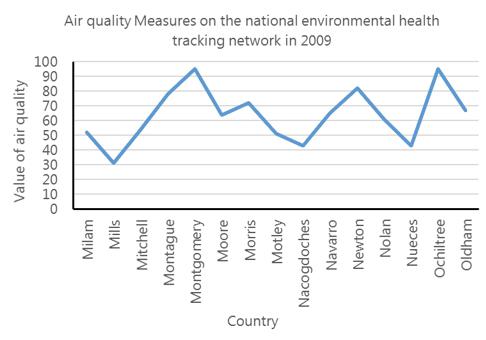 Air quality Measures on the national environmental health
tracking network in 2009
Value of air quality
100
90
80
70
60
50
40
30
20
10
0
Milam
Mills
Mitchell
Montague
Montgomery
Moore
Morris
Motley
Nacogdoches
Navarro
Newton
Nolan
Nueces
Ochiltree
Oldham
Country